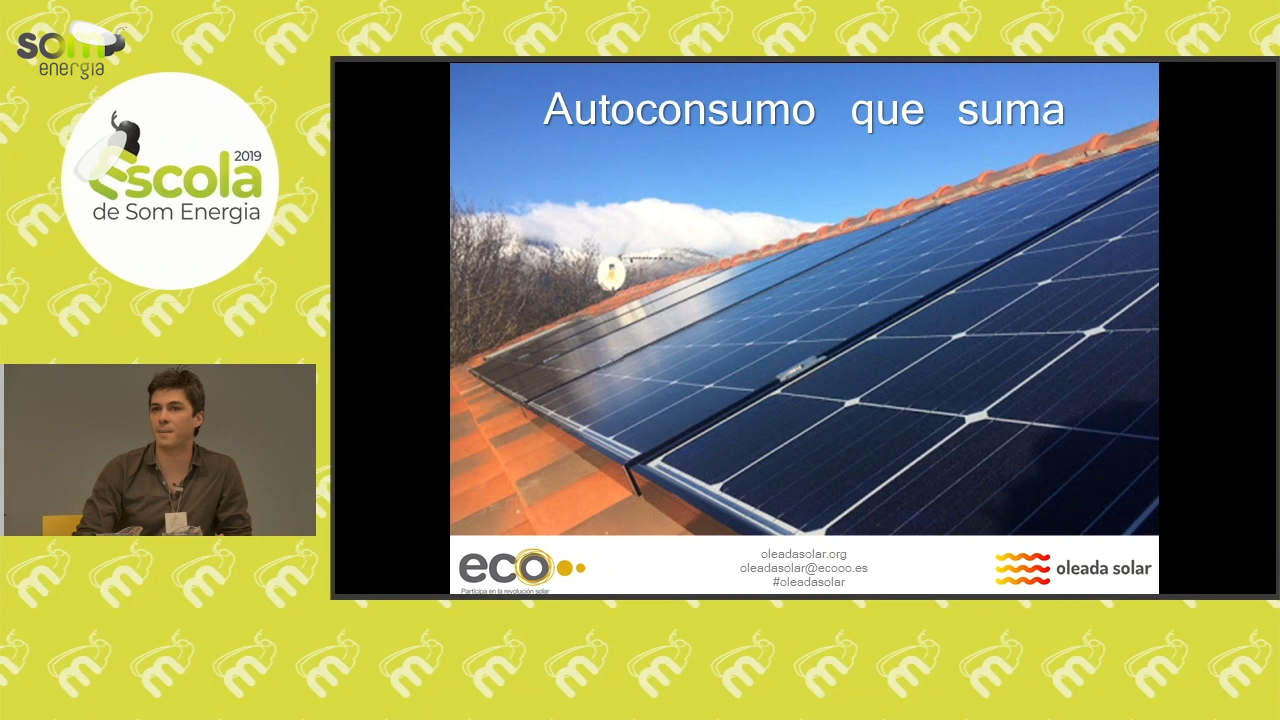 som
energia
2019
Escola
de Som Energia
Autoconsumo que suma
ecoo
Participa en la revolución solar
oleadasolar.org
oleadasolar@ecooo.es
#oleadasolar
oleada solar